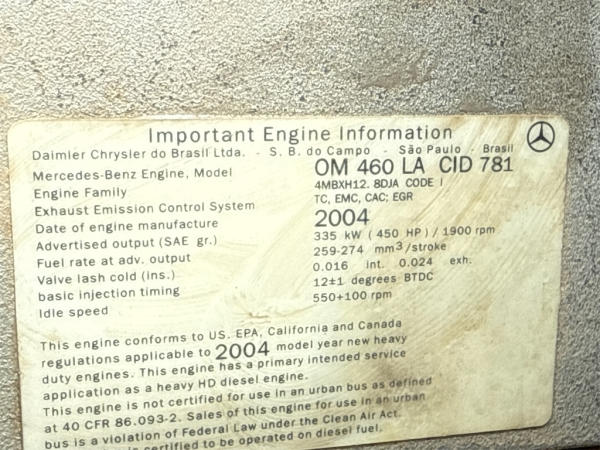 Important Engine Information
Daimler Chrysler do Brasil Ltda. - S. B. do Campo - São Paulo - Brasil
Mercedes-Benz Engine, Model OM 460 LA CID 781
Engine Family 4MBXH12. 8DJA CODE I
Exhaust Emission Control System TC, EMC, CAC; EGR
Date of engine manufacture 2004
Advertised output (SAE gr.) 335 kW ( 450 HP) / 1900 rpm
Fuel rate at adv. output 259-274 mm3/stroke
Valve lash cold (ins.) 0.016 int. 0.024 exh.
basic injection timing 12±1 degrees BTDC
Idle speed 550+100 rpm
This engine conforms to US. EPA, California and Canada
regulations applicable to 2004 model year new heavy
duty engines. This engine has a primary intended service
application as a heavy HD diesel engine.
This engine is not certified for use in an urban bus as defined
at 40 CFR 86.093-2. Sales of this engine for use in an urban
bus is a violation of Federal Law under the Clean Air Act.
is certified to be operated on diesel fuel.